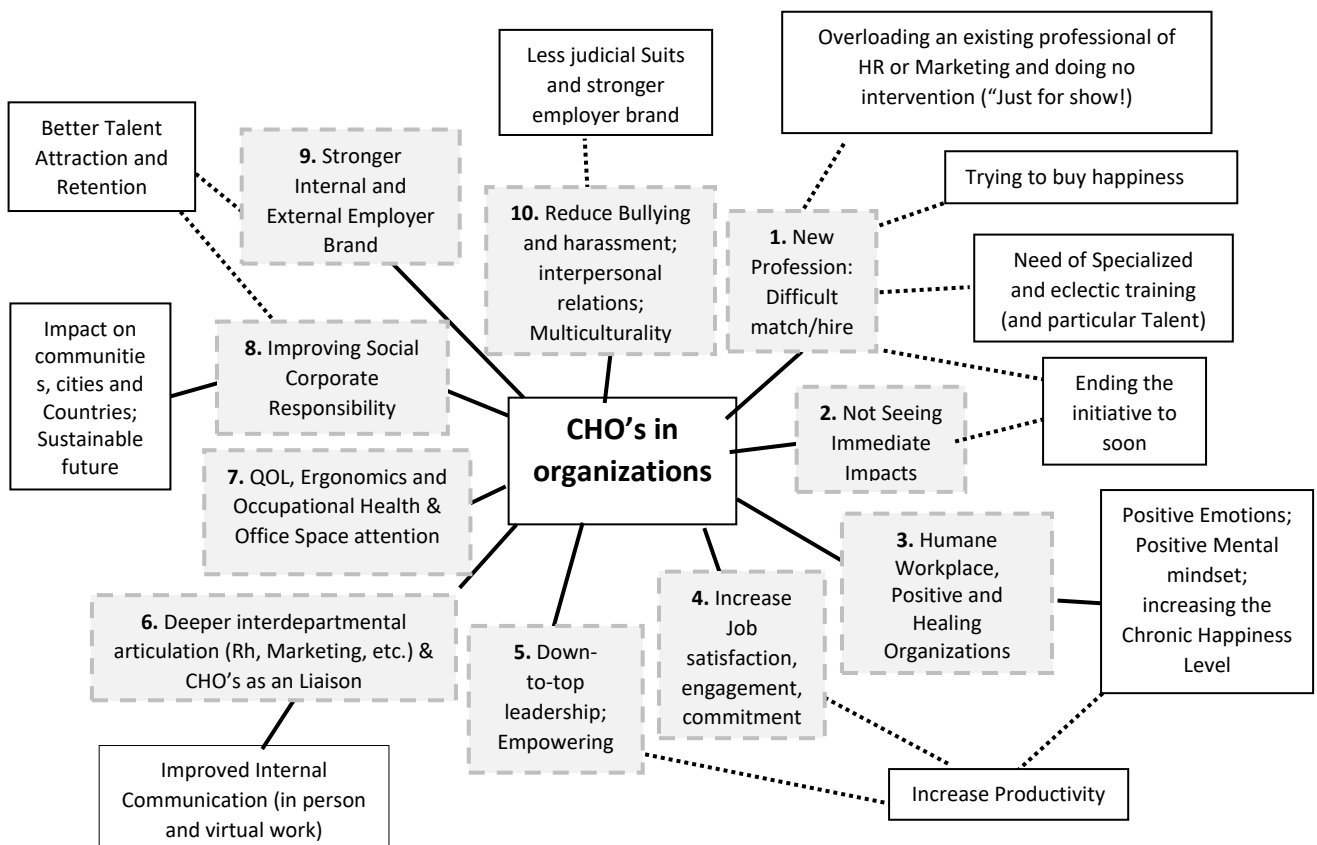 Less judicial Suits
and stronger
employer brand
Overloading an existing professional of
HR or Marketing and doing no
intervention (“Just for show!)
Better Talent
Attraction and
Retention
9. Stronger
Internal and
External Employer
Brand
10. Reduce Bullying
and harassment;
interpersonal
relations;
Multiculturality
1. New
Profession:
Difficult
match/hire
Trying to buy happiness
Need of Specialized
and eclectic training
(and particular Talent)
Impact on
communitie
s, cities and
Countries;
Sustainable
future
8. Improving Social
Corporate
Responsibility
CHO’s in
organizations
2. Not Seeing
Immediate
Impacts
Ending the
initiative to
soon
7. QOL, Ergonomics and
Occupational Health &
Office Space attention
3. Humane
Workplace,
Positive and
Healing
Organizations
Positive Emotions;
Positive Mental
mindset;
increasing the
Chronic Happiness
Level
6. Deeper interdepartmental
articulation (Rh, Marketing, etc.) &
CHO’s as an Liaison
5. Down-
to-top
leadership;
Empowering
4. Increase
Job
satisfaction,
engagement,
commitment
Improved Internal
Communication (in person
and virtual work)
Increase Productivity